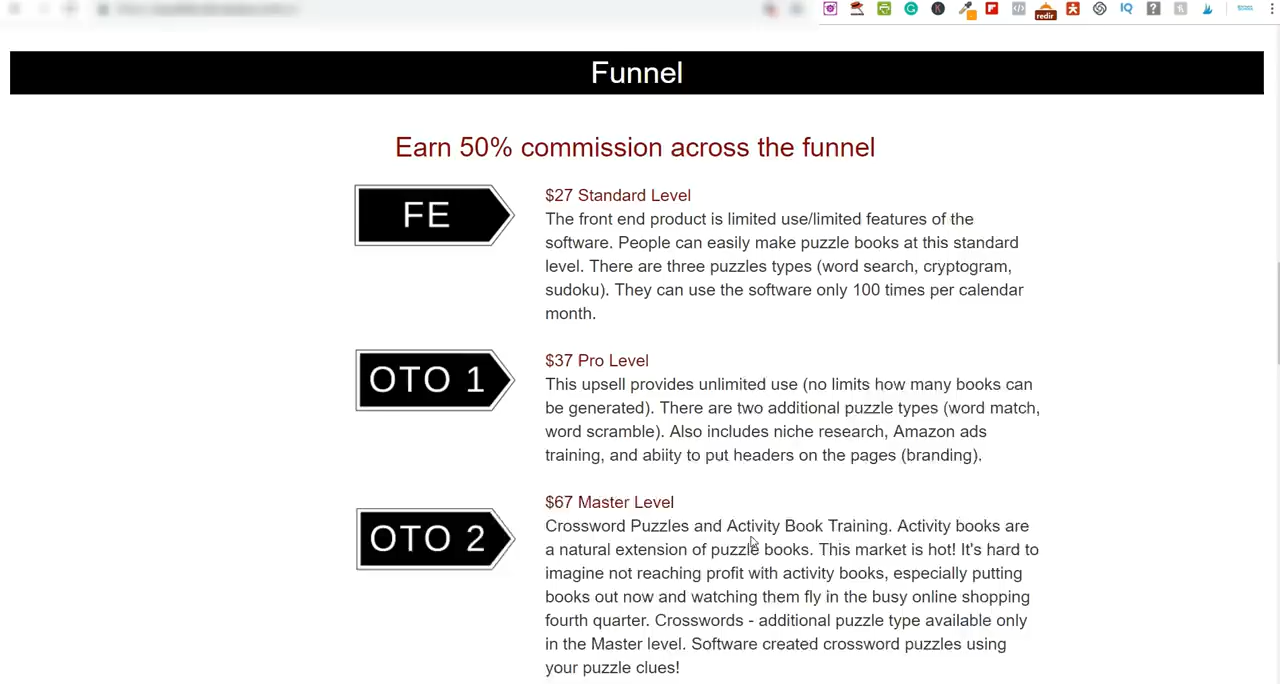 redir
IQ
Funnel
Earn 50% commission across the funnel
FE
$27 Standard Level
The front end product is limited use/limited features of the
software. People can easily make puzzle books at this standard
level. There are three puzzles types (word search, cryptogram,
sudoku). They can use the software only 100 times per calendar
month.
OTO 1
$37 Pro Level
This upsell provides unlimited use (no limits how many books can
be generated). There are two additional puzzle types (word match,
word scramble). Also includes niche research, Amazon ads
training, and abiity to put headers on the pages (branding).
OTO 2
$67 Master Level
Crossword Puzzles and Activity Book Training. Activity books are
a natural extension of puzzle books. This market is hot! It's hard to
imagine not reaching profit with activity books, especially putting
books out now and watching them fly in the busy online shopping
fourth quarter. Crosswords - additional puzzle type available only
in the Master level. Software created crossword puzzles using
your puzzle clues!